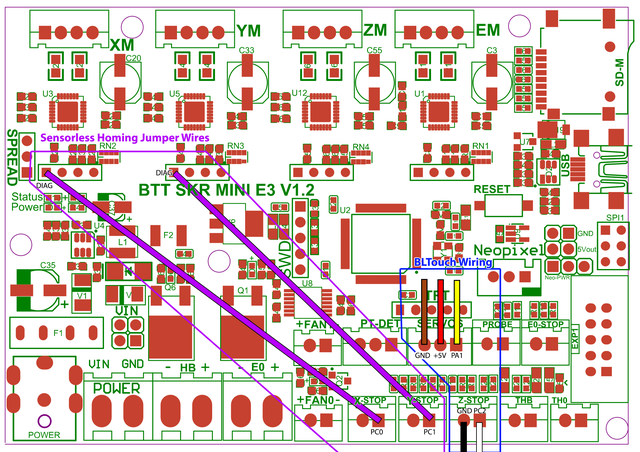 XM
YM
ZM
EM
C20
C33
C55
C3
SD-M
U3
U5
U12
U1
Sensorless Homing Jumper Wires
SPREAD
RN2
RN3
RN4
RN1
USB
DIAG
DIAG
BTT SKR MINI E3 V1.2
RESET
Status
Power
U4
L1
F2
U2
SWD
SPI1
GND
5Vout
Neopixel
Neo-PWR
BLTouch Wiring
C35
V1
Q6
Q1
U8
VIN
F1
+FAN1
PT-DET
SERVOS
PROBE
E0-STOP
GND +5V PA1
EXP1
VIN GND
- HB +
- E0 +
POWER
+FAN0-
X-STOP
Y-STOP
Z-STOP
THB
TH0
GND PC2
PC0
PC1
POWER